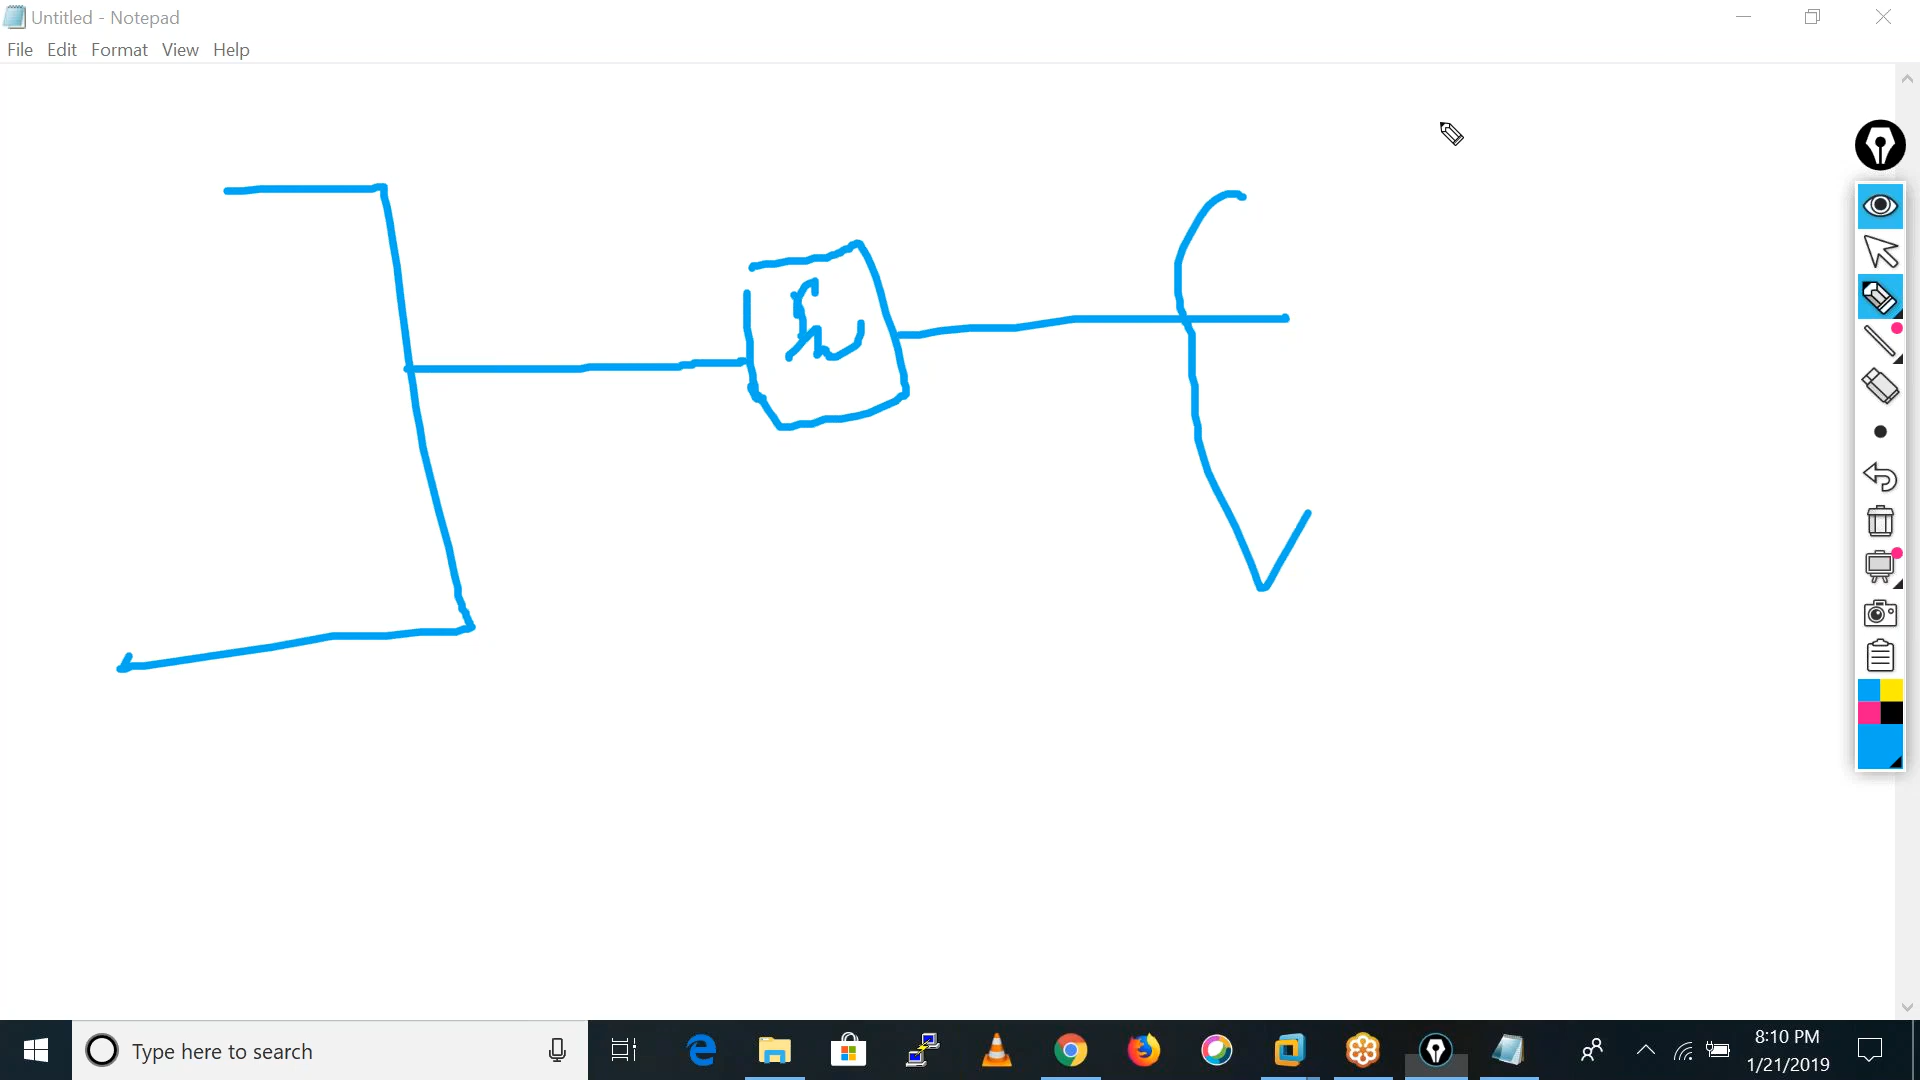 Untitled - Notepad
File Edit Format View Help
Type here to search
8:10 PM
1/21/2019